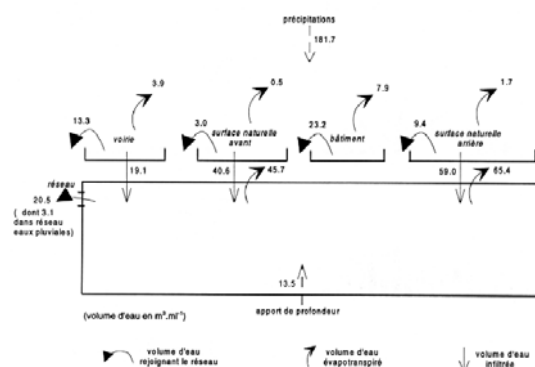 précipitations
181.7
3.9
0.5
7.9
1.7
13.3
voirie
3.0
surface naturelle
avant
23.2
bâtiment
9.4
surface naturelle
arrière
19.1
40.6
45.7
59.0
65.4
réseau
20.5
( dont 3.1
dans réseau
eaux pluviales)
13.5
(volume d'eau en m³.ml⁻¹)
apport de profondeur
volume d'eau
rejoignant le réseau
volume d'eau
évapotranspiré
volume d'eau
infiltrée